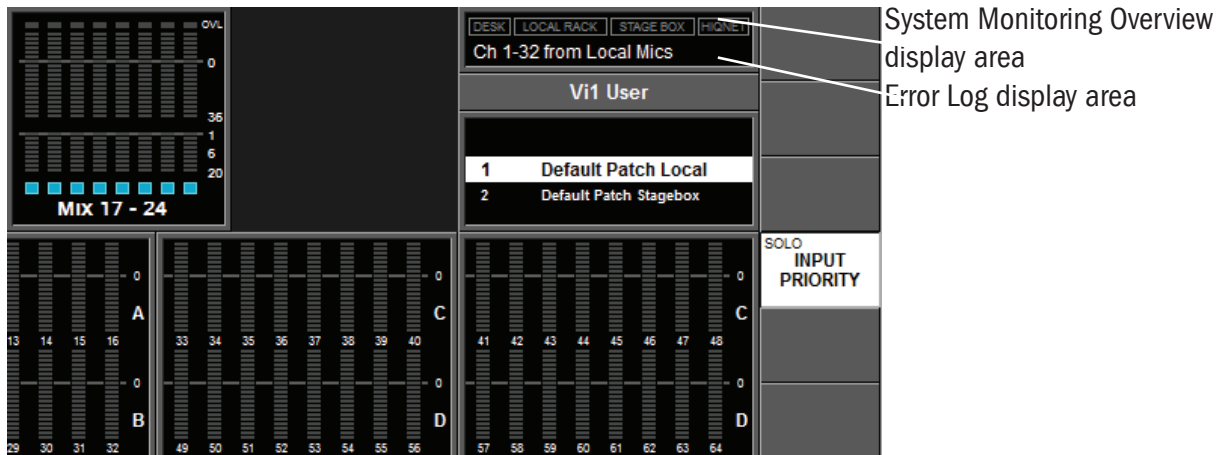 OVL
0
36
1
6
20
MIX 17 - 24
DESK LOCAL RACK STAGE BOX HIQNET
Ch 1-32 from Local Mics
Vi1 User
1 Default Patch Local
2 Default Patch Stagebox
System Monitoring Overview
display area
Error Log display area
SOLO
INPUT
PRIORITY
0
A
13 14 15 16
0
B
29 30 31 32
0
C
33 34 35 36 37 38 39 40
0
D
49 50 51 52 53 54 55 56
0
C
41 42 43 44 45 46 47 48
0
D
57 58 59 60 61 62 63 64